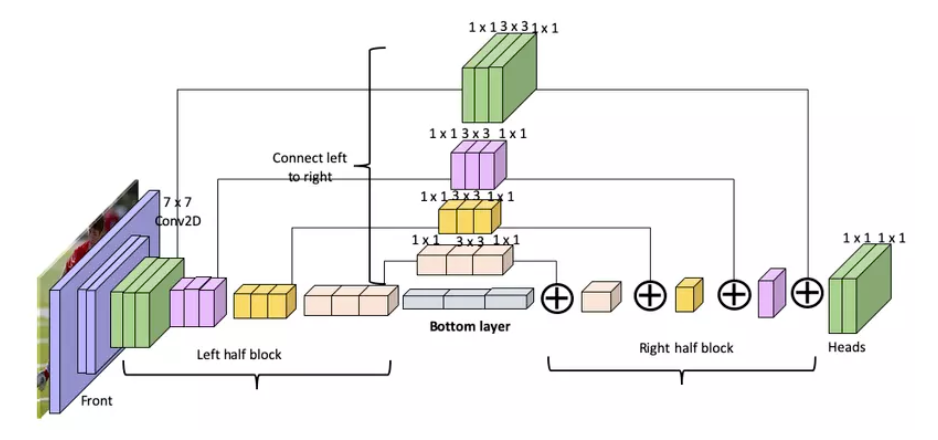 1 x 1 3 x 3 1 x 1
1 x 1 3 x 3 1 x 1
Connect left
to right
7 x 7
Conv2D
1 x 1 3 x 3 1 x 1
1 x 1 3 x 3 1 x 1
1 x 1 1 x 1
Bottom layer
Left half block
Right half block
Heads
Front